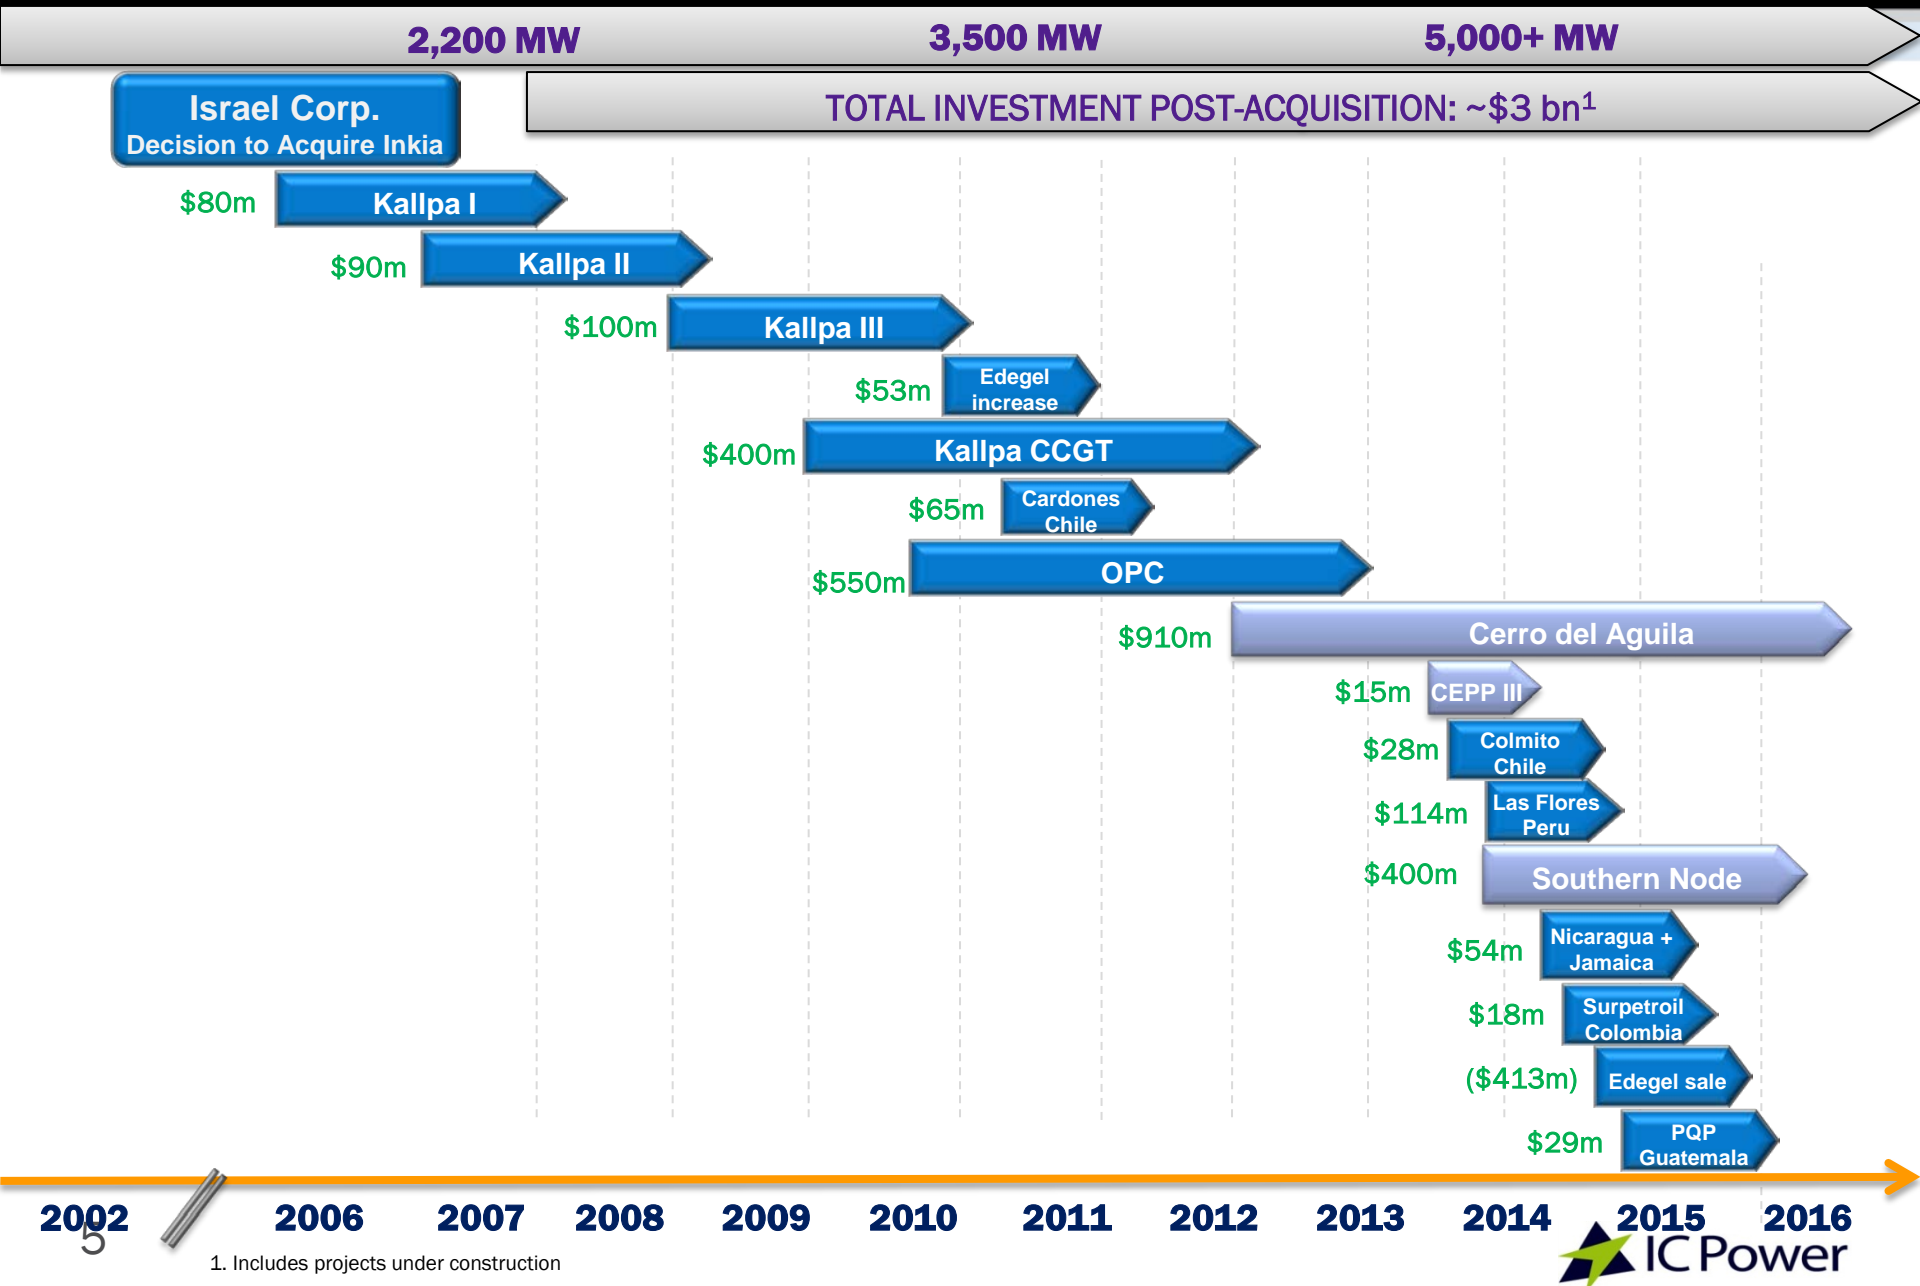 2,200 MW
3,500 MW
5,000+ MW
Israel Corp.
Decision to Acquire Inkia
TOTAL INVESTMENT POST-ACQUISITION: ~$3 bn¹
$80m
Kallpa I
$90m
Kallpa II
$100m
Kallpa III
$53m
Edegel
increase
$400m
Kallpa CCGT
$65m
Cardones
Chile
$550m
OPC
$910m
Cerro del Aguila
$15m
CEPP III
$28m
Colmito
Chile
$114m
Las Flores
Peru
$400m
Southern Node
$54m
Nicaragua +
Jamaica
$18m
Surpetroil
Colombia
($413m)
Edegel sale
$29m
PQP
Guatemala
2002
2006
2007
2008
2009
2010
2011
2012
2013
2014
2015
2016
5
1. Includes projects under construction
IC Power